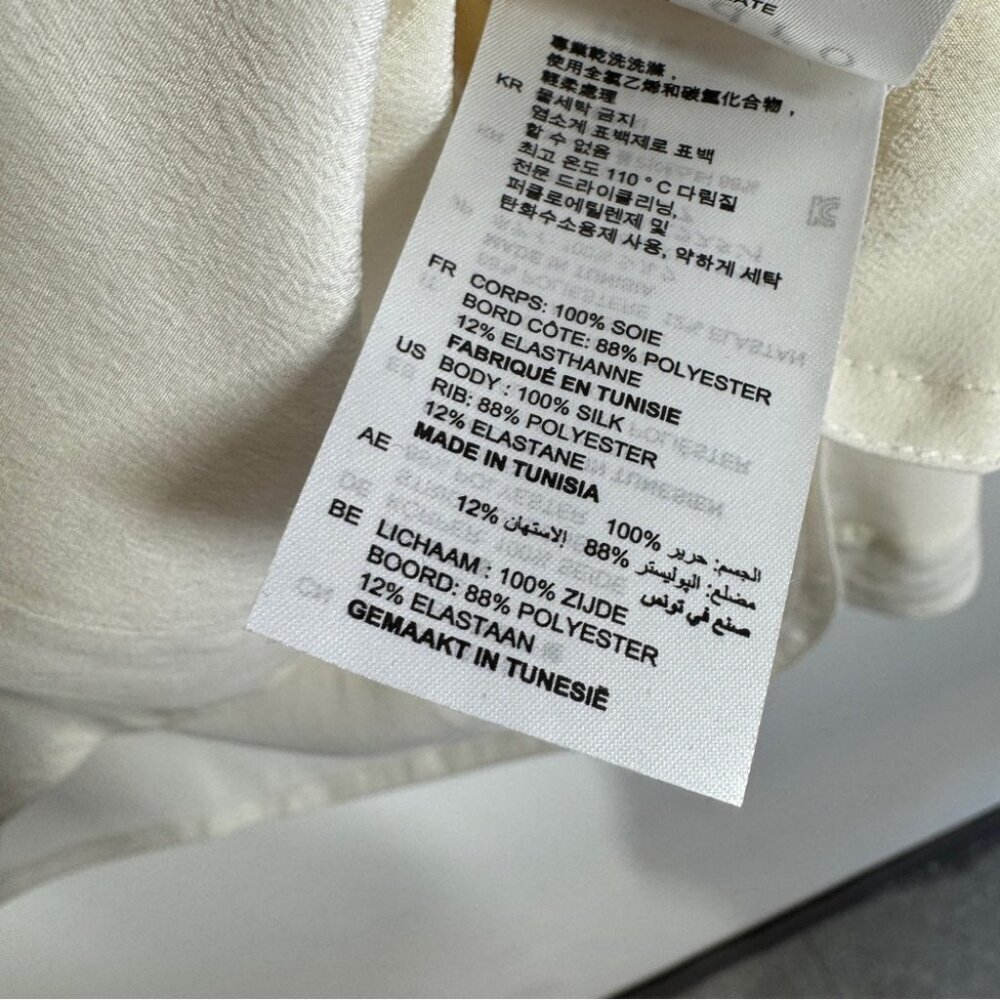 專業乾洗洗滌，
使用全氯乙烯和碳氫化合物，
輕柔處理
KR 물세탁 금지
염소계 표백제로 표백
할 수 없음
최고 온도 110 ° C 다림질
전문 드라이클리닝,
퍼클로에틸렌제 및
탄화수소용제 사용, 약하게 세탁
FR CORPS: 100% SOIE
BORD CÔTE: 88% POLYESTER
12% ELASTHANNE
FABRIQUÉ EN TUNISIE
US BODY : 100% SILK
RIB: 88% POLYESTER
12% ELASTANE
MADE IN TUNISIA
AE الجسم: حرير 100%
مضلع: البوليستر 88% الاستهان 12%
صنع في تونس
BE LICHAAM : 100% ZIJDE
BOORD: 88% POLYESTER
12% ELASTAAN
GEMAAKT IN TUNESIË